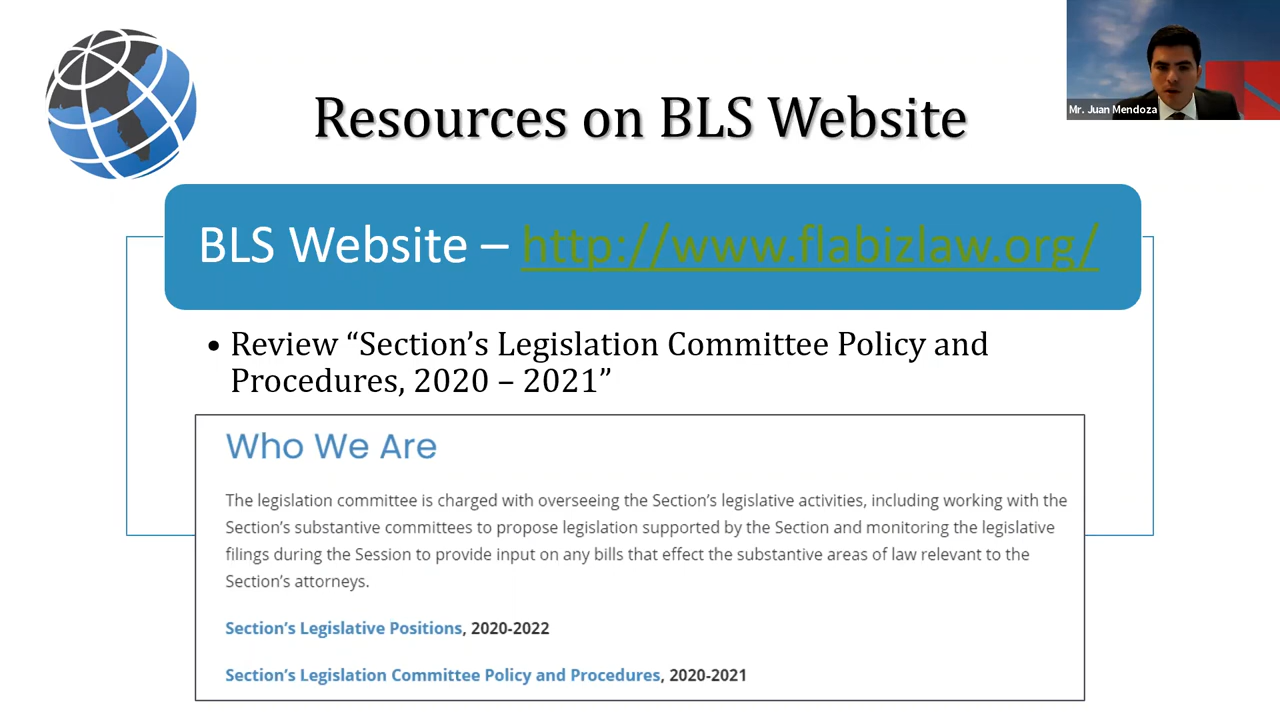 Mr. Juan Mendoza
Resources on BLS Website
BLS Website – http://www.flabizlaw.org/
• Review “Section’s Legislation Committee Policy and
Procedures, 2020 – 2021”
Who We Are
The legislation committee is charged with overseeing the Section’s legislative activities, including working with the
Section’s substantive committees to propose legislation supported by the Section and monitoring the legislative
filings during the Session to provide input on any bills that effect the substantive areas of law relevant to the
Section’s attorneys.
Section’s Legislative Positions, 2020-2022
Section’s Legislation Committee Policy and Procedures, 2020-2021